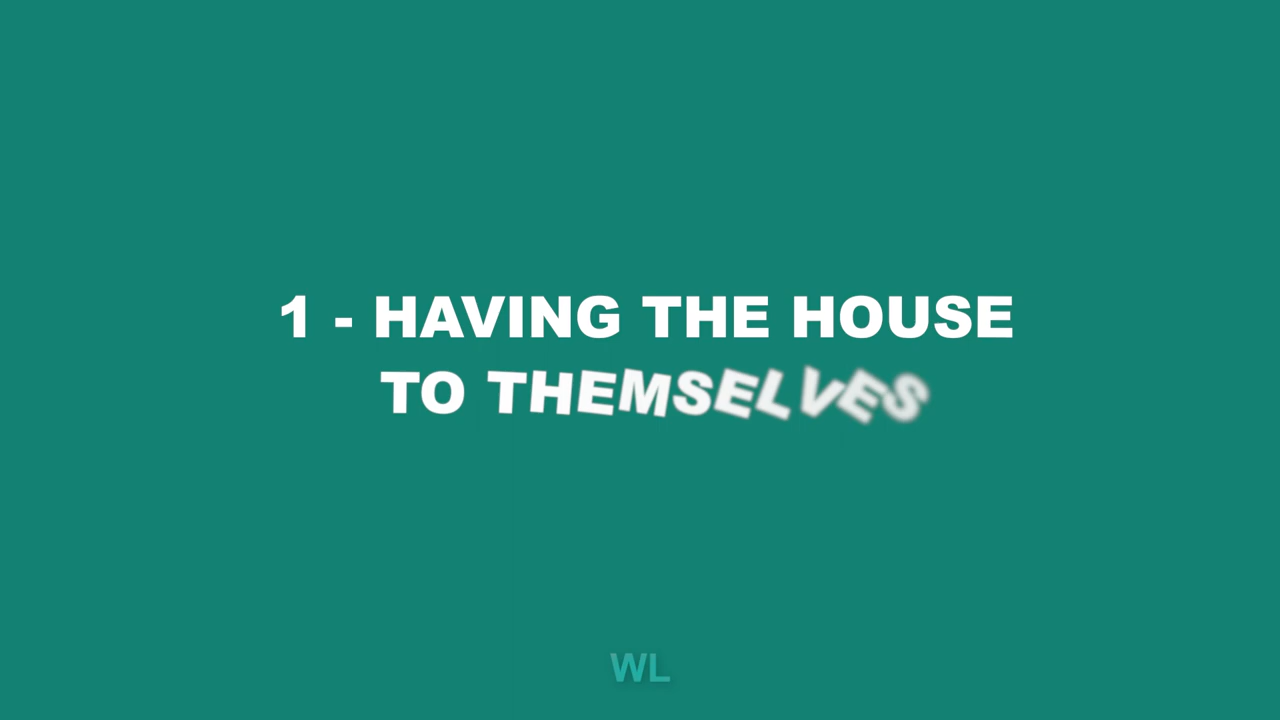 1 - HAVING THE HOUSE
TO THEMSELVES
WL